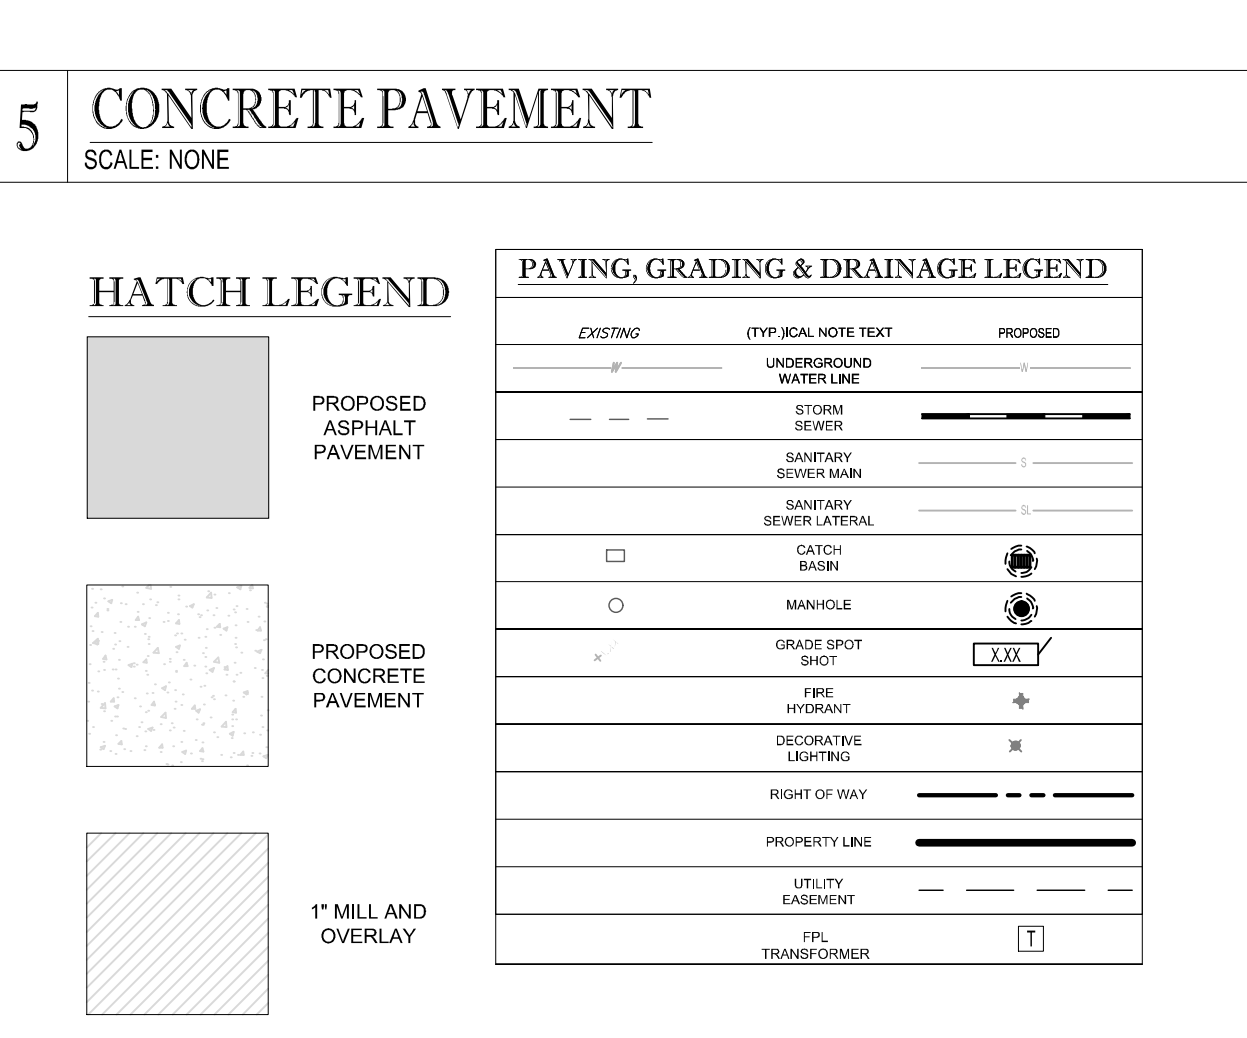 5
CONCRETE PAVEMENT
SCALE: NONE
HATCH LEGEND
PROPOSED
ASPHALT
PAVEMENT
PROPOSED
CONCRETE
PAVEMENT
1" MILL AND
OVERLAY
PAVING, GRADING & DRAINAGE LEGEND
EXISTING (TYP.)ICAL NOTE TEXT PROPOSED
W UNDERGROUND W
WATER LINE
STORM
SEWER
SANITARY
SEWER MAIN S
SANITARY
SEWER LATERAL SL
CATCH
BASIN
MANHOLE
GRADE SPOT
SHOT X.XX
FIRE
HYDRANT
DECORATIVE
LIGHTING
RIGHT OF WAY
PROPERTY LINE
UTILITY
EASEMENT
FPL
TRANSFORMER T